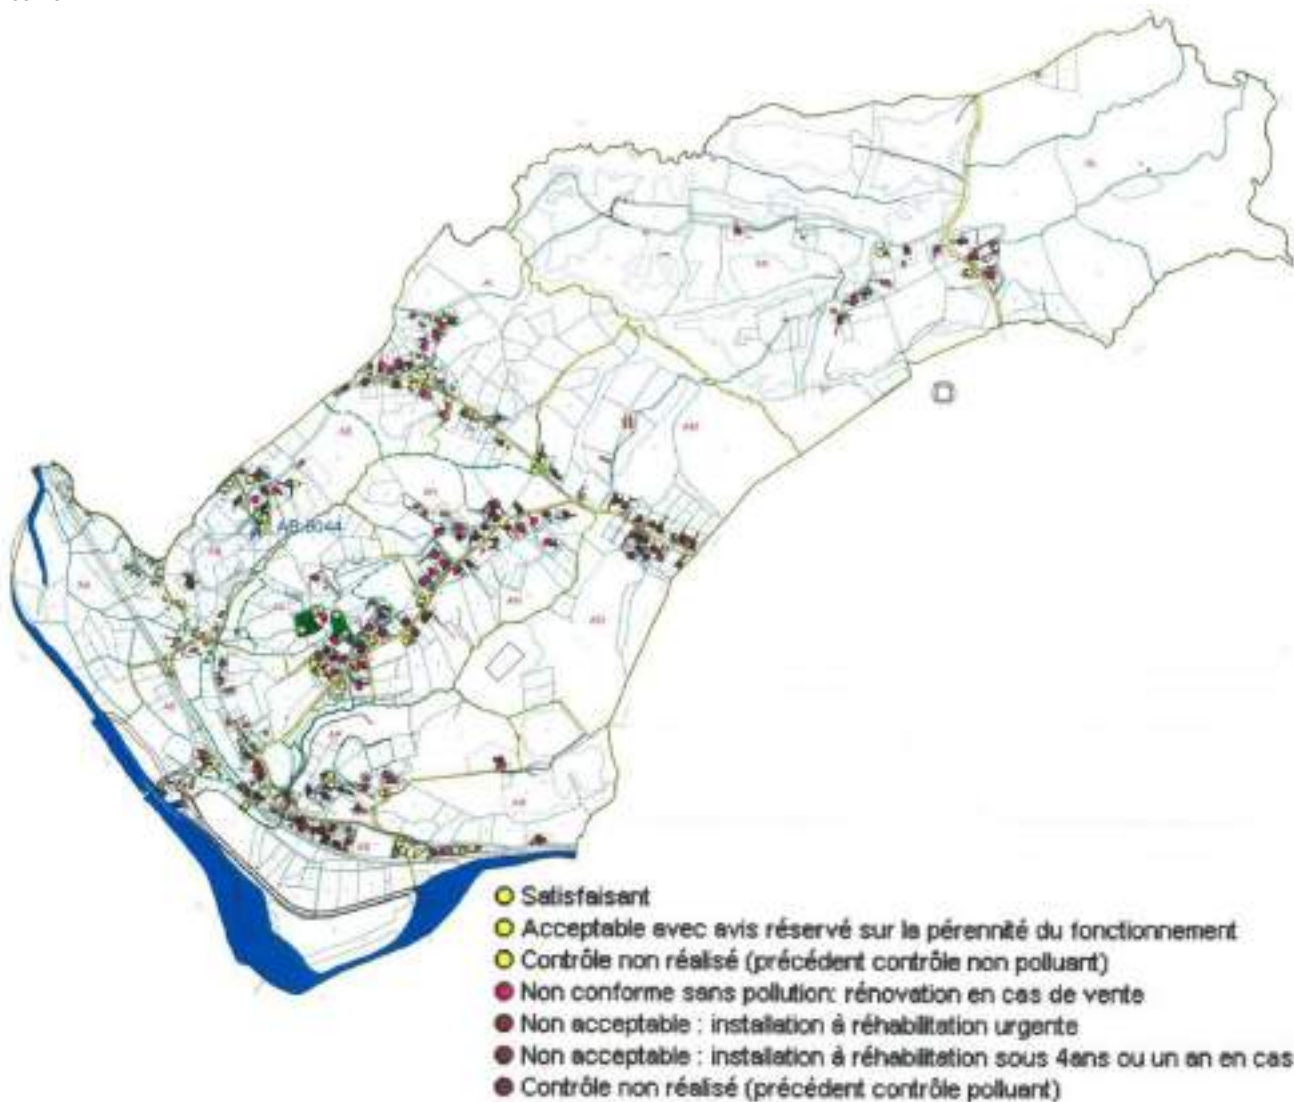 AB 8044
Satisfaisant
Acceptable avec avis réservé sur la pérennité du fonctionnement
Contrôle non réalisé (précédent contrôle non polluant)
Non conforme sans pollution: rénovation en cas de vente
Non acceptable : installation à réhabilitation urgente
Non acceptable : installation à réhabilitation sous 4ans ou un an en cas
Contrôle non réalisé (précédent contrôle polluant)